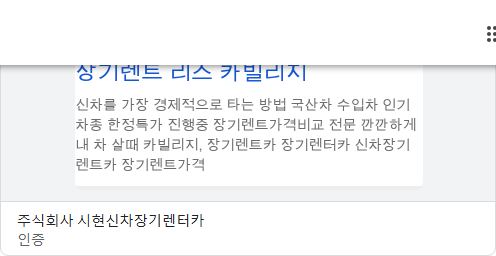 장기렌트 리스 카빌리지
신차를 가장 경제적으로 타는 방법 국산차 수입차 인기
차종 한정특가 진행중 장기렌트가격비교 전문 깐깐하게
내 차 살때 카빌리지, 장기렌트카 장기렌터카 신차장기
렌트카 장기렌트가격
주식회사 시현신차장기렌터카
인증